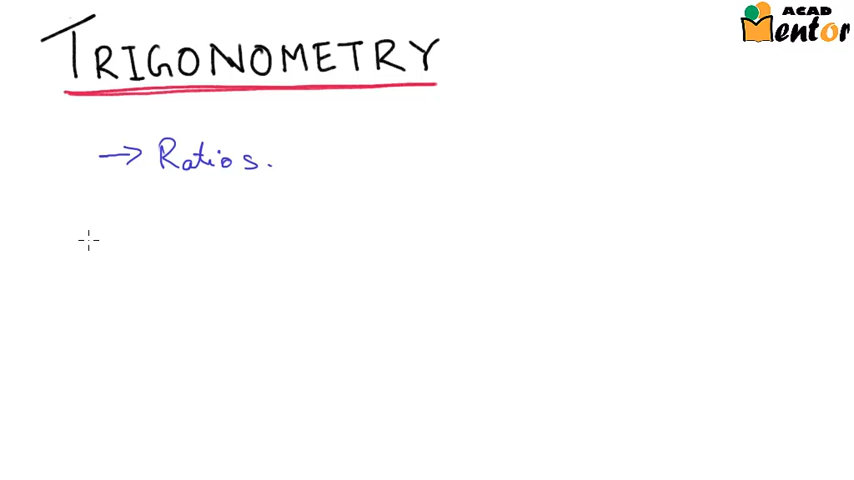 TRIGONOMETRY
ACAD
mentor
→ Ratios.